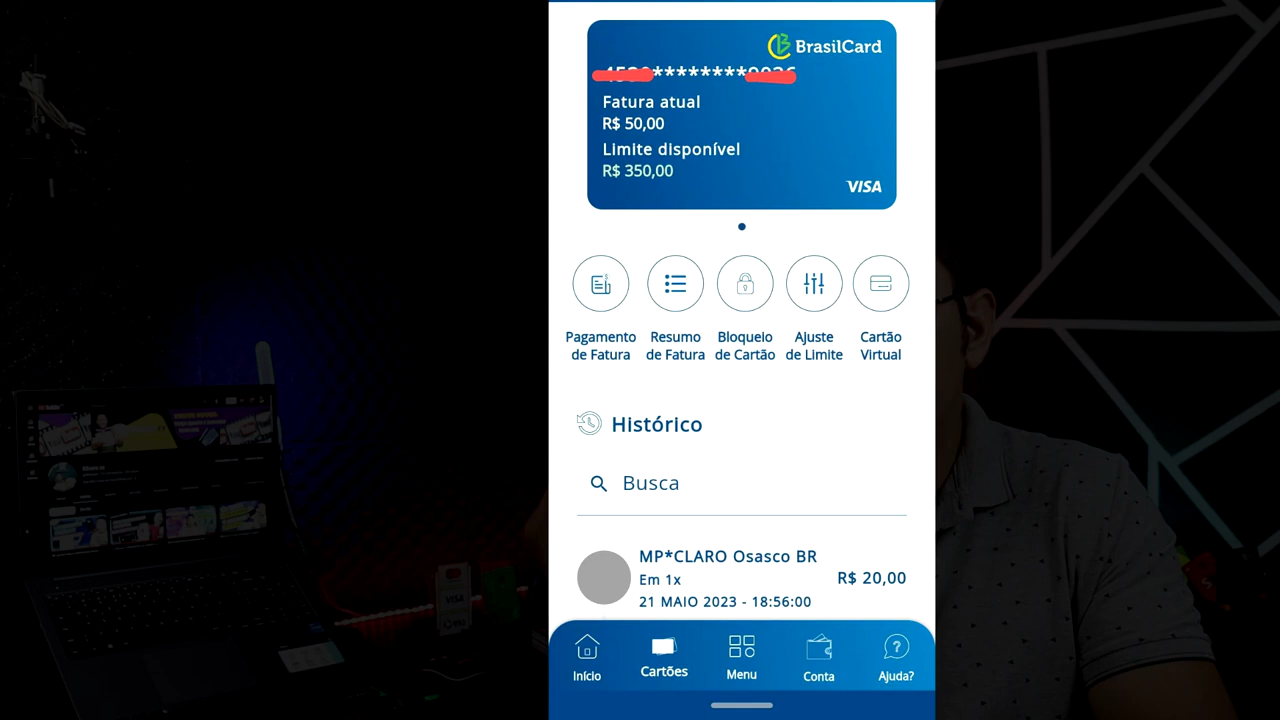 BrasilCard
Fatura atual
R$ 50,00
Limite disponível
R$ 350,00
VISA
Pagamento
de Fatura
Resumo
de Fatura
Bloqueio
de Cartão
Ajuste
de Limite
Cartão
Virtual
Histórico
Busca
MP*CLARO Osasco BR
Em 1x
R$ 20,00
21 MAIO 2023 - 18:56:00
Início
Cartões
Menu
Conta
Ajuda?
VISA